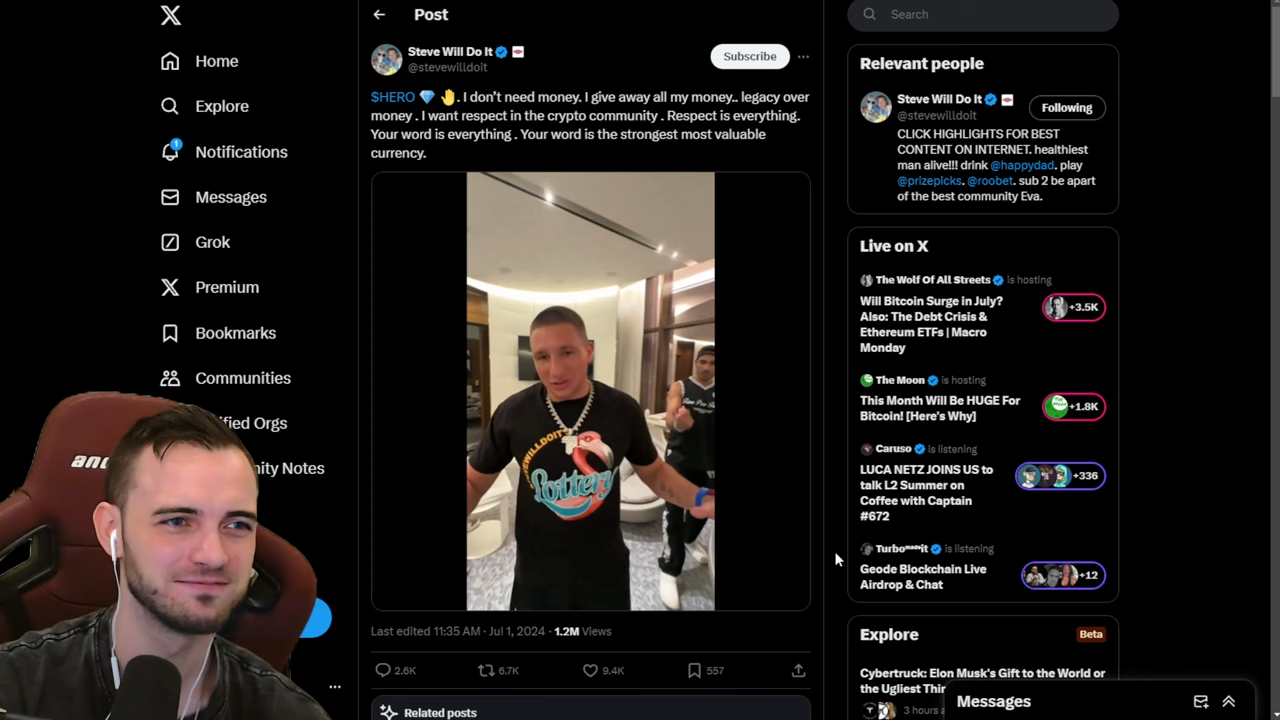 Post
Search
Home
Explore
1
Notifications
Messages
Grok
Premium
Bookmarks
Communities
fied Orgs
nity Notes
Steve Will Do It
@stevewilldoit
Subscribe
$HERO 💎 🤚. I don't need money. I give away all my money.. legacy over
money . I want respect in the crypto community . Respect is everything.
Your word is everything . Your word is the strongest most valuable
currency.
STEVEWILLDOIT
Lottery
Last edited 11:35 AM · Jul 1, 2024 · 1.2M Views
2.6K 6.7K 9.4K 557
Related posts
Relevant people
Steve Will Do It
@stevewilldoit
Following
CLICK HIGHLIGHTS FOR BEST
CONTENT ON INTERNET. healthiest
man alive!!! drink @happydad. play
@prizepicks. @roobet. sub 2 be apart
of the best community Eva.
Live on X
The Wolf Of All Streets is hosting
Will Bitcoin Surge in July?
Also: The Debt Crisis &
Ethereum ETFs | Macro
Monday
+3.5K
The Moon is hosting
This Month Will Be HUGE For
Bitcoin! [Here's Why]
+1.8K
Caruso is listening
LUCA NETZ JOINS US to
talk L2 Summer on
Coffee with Captain
#672
+336
Turboᵐᵃᵈᵉit is listening
Geode Blockchain Live
Airdrop & Chat
+12
Explore
Beta
Cybertruck: Elon Musk's Gift to the World or
the Ugliest Thin
3 hours a
Messages